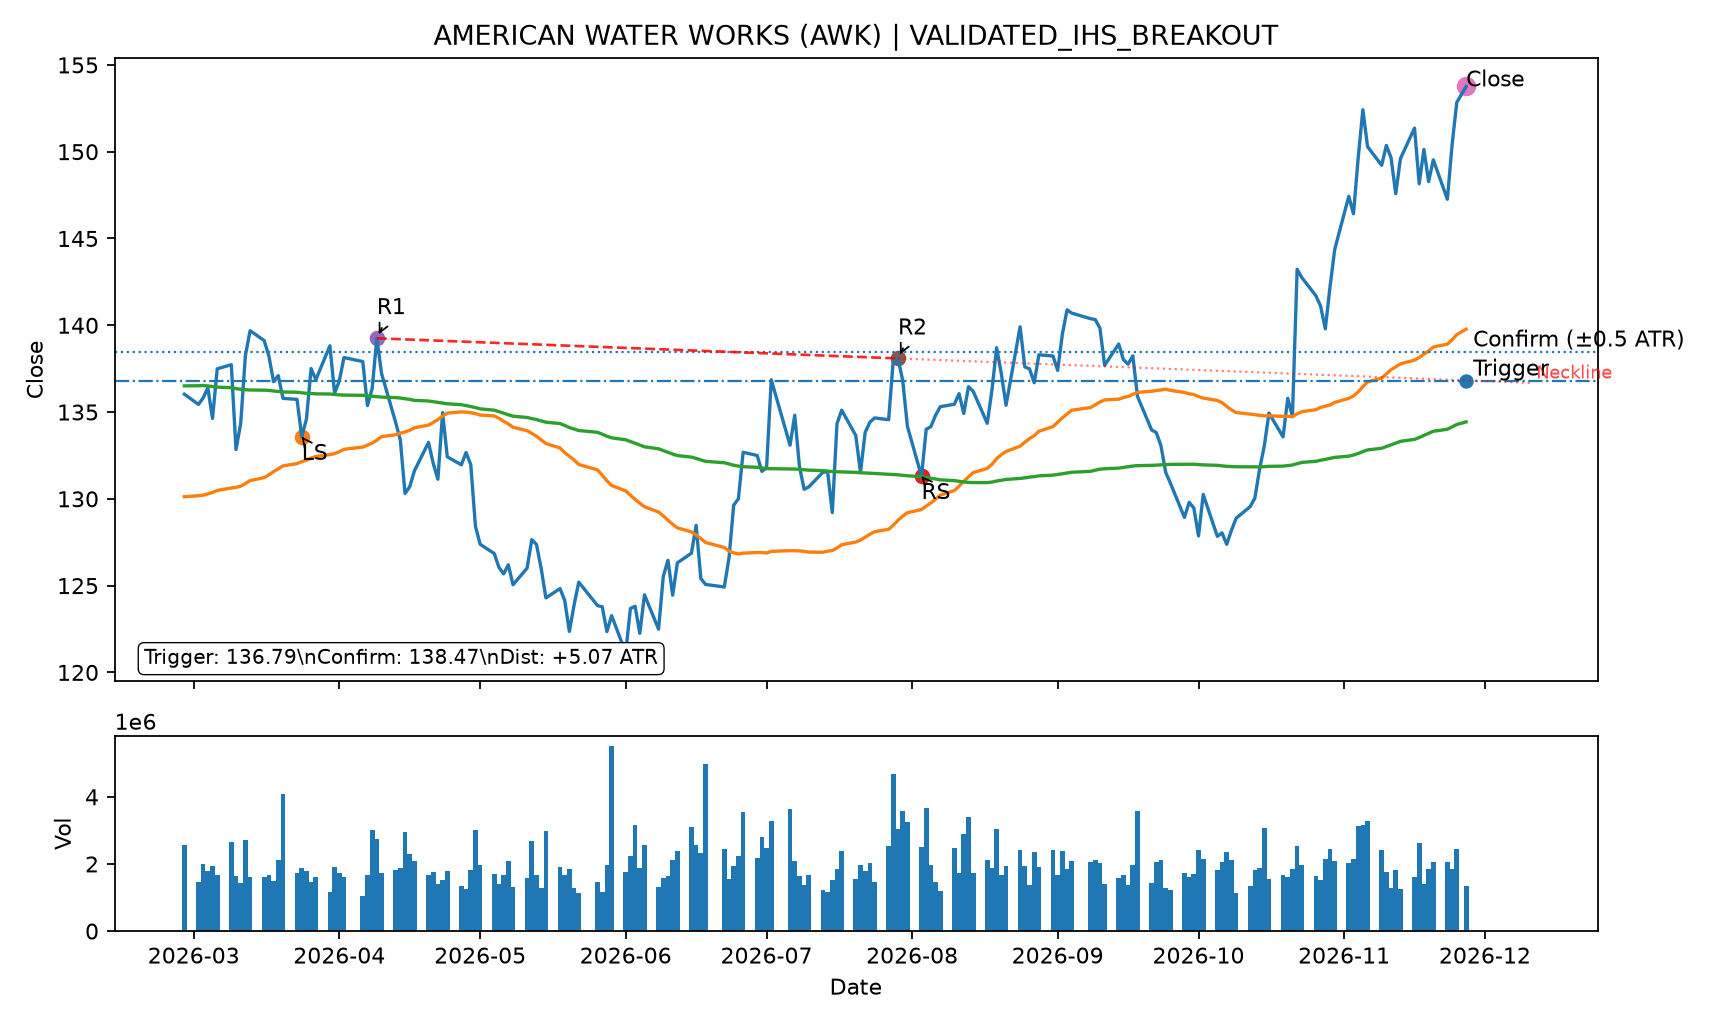 AMERICAN WATER WORKS (AWK) | VALIDATED_IHS_BREAKOUT
Close
155
150
145
140
135
130
125
120
Close
R1
R2
LS
RS
Confirm (±0.5 ATR)
Trigger
Neckline
Trigger: 136.79\nConfirm: 138.47\nDist: +5.07 ATR
1e6
Vol
4
2
0
2026-03 2026-04 2026-05 2026-06 2026-07 2026-08 2026-09 2026-10 2026-11 2026-12
Date